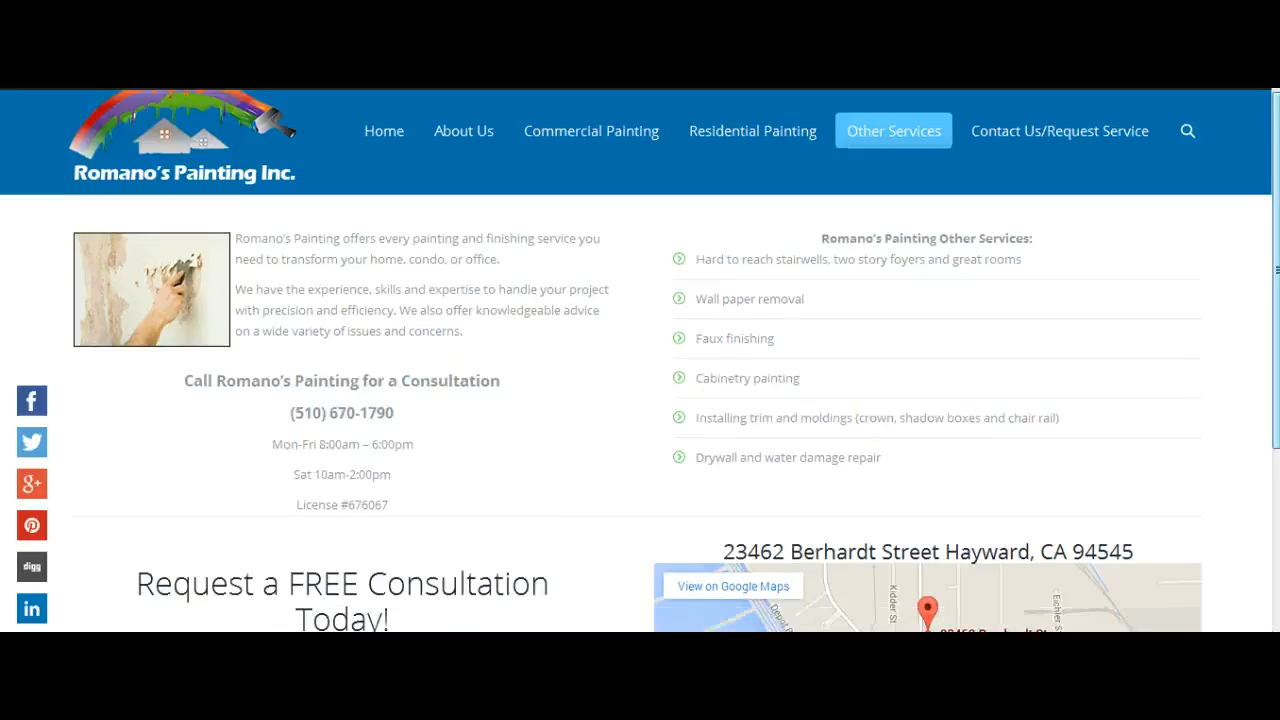 Romano's Painting Inc.
Home
About Us
Commercial Painting
Residential Painting
Other Services
Contact Us/Request Service
Romano's Painting offers every painting and finishing service you
need to transform your home, condo, or office.
We have the experience, skills and expertise to handle your project
with precision and efficiency. We also offer knowledgeable advice
on a wide variety of issues and concerns.
Call Romano's Painting for a Consultation
(510) 670-1790
Mon-Fri 8:00am – 6:00pm
Sat 10am-2:00pm
License #676067
Romano's Painting Other Services:
Hard to reach stairwells, two story foyers and great rooms
Wall paper removal
Faux finishing
Cabinetry painting
Installing trim and moldings (crown, shadow boxes and chair rail)
Drywall and water damage repair
f
g+
digg
in
Request a FREE Consultation
Today!
23462 Berhardt Street Hayward, CA 94545
View on Google Maps
Kidder St
Depot
Eichler St